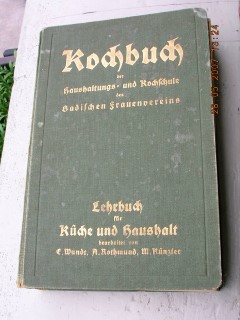 Kochbuch
der
Haushaltungs- und Kochschule
des
Badischen Frauenvereins
Lehrbuch
für
Küche und Haushalt
bearbeitet von
E. Wundt, A. Rothmund, M. Künzler
26 05 2007 13:24